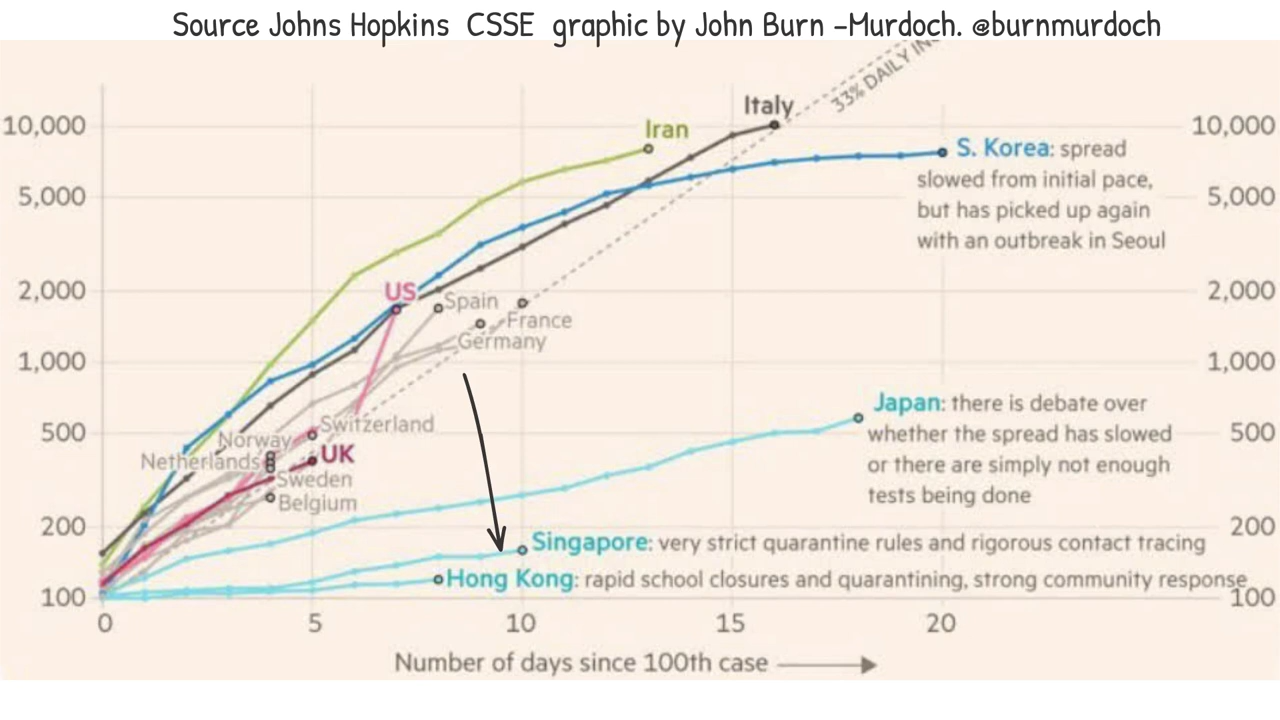 Source Johns Hopkins CSSE graphic by John Burn -Murdoch. @burnmurdoch
33% DAILY
Italy
Iran
10,000
10,000
S. Korea: spread
slowed from initial pace,
but has picked up again
with an outbreak in Seoul
5,000
5,000
US
2,000
2,000
Spain
France
Germany
1,000
1,000
Japan: there is debate over
whether the spread has slowed
or there are simply not enough
tests being done
500
500
Switzerland
Norway
Netherlands
UK
Sweden
Belgium
200
200
Singapore: very strict quarantine rules and rigorous contact tracing
Hong Kong: rapid school closures and quarantining, strong community response
100
100
0
5
10
15
20
Number of days since 100th case